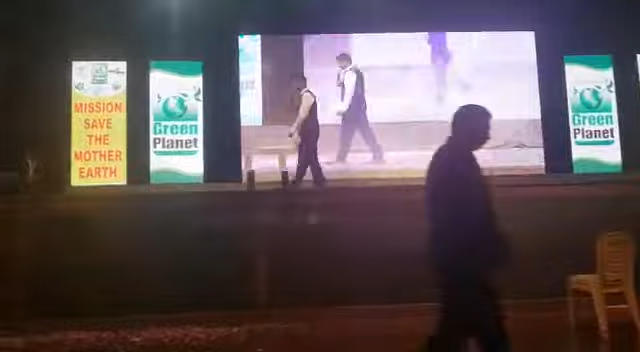 MISSION
SAVE
THE
MOTHER
EARTH
Green
Planet
Green
Planet